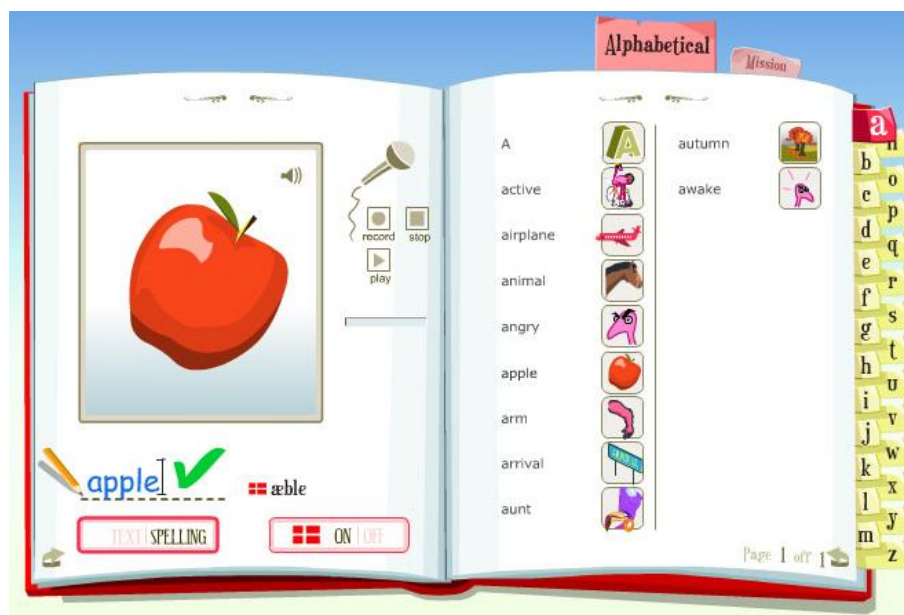 Alphabetical
Mission
record stop
play
apple
æble
TEXT SPELLING
ON OFF
A
active
airplane
animal
angry
apple
arm
arrival
aunt
autumn
awake
Page 1 off 1
a
b
c
d
e
f
g
h
i
j
k
l
m
n
o
p
q
r
s
t
u
v
w
x
y
z